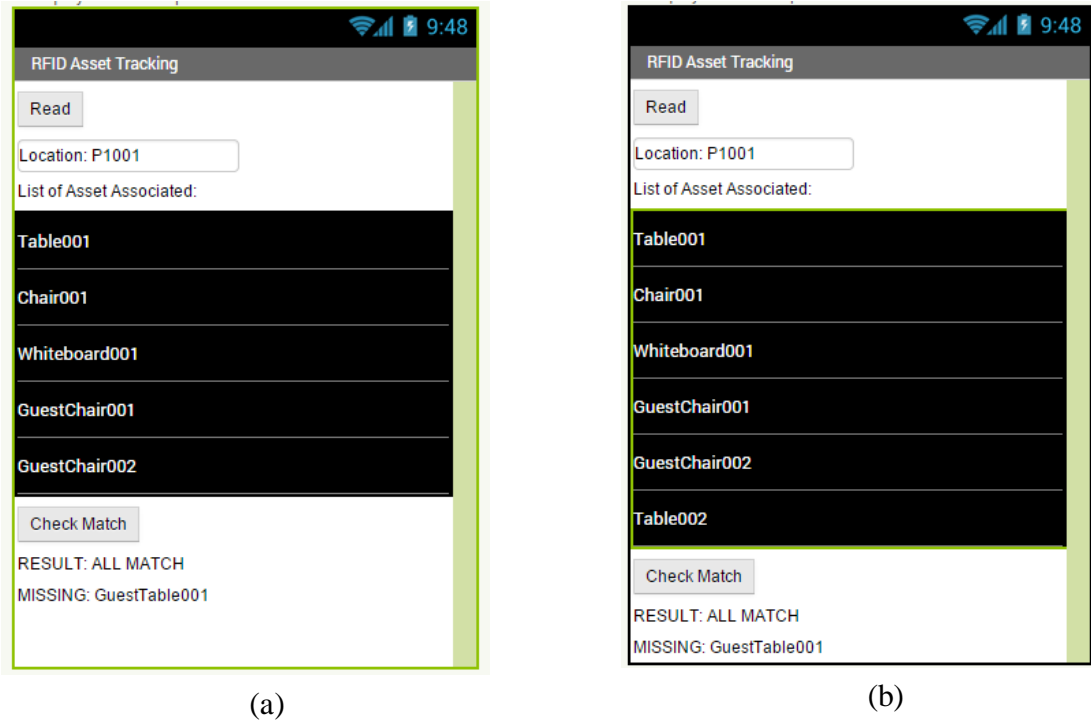 9:48
RFID Asset Tracking
Read
Location: P1001
List of Asset Associated:
Table001
Chair001
Whiteboard001
GuestChair001
GuestChair002
Check Match
RESULT: ALL MATCH
MISSING: GuestTable001
(a)
9:48
RFID Asset Tracking
Read
Location: P1001
List of Asset Associated:
Table001
Chair001
Whiteboard001
GuestChair001
GuestChair002
Table002
Check Match
RESULT: ALL MATCH
MISSING: GuestTable001
(b)